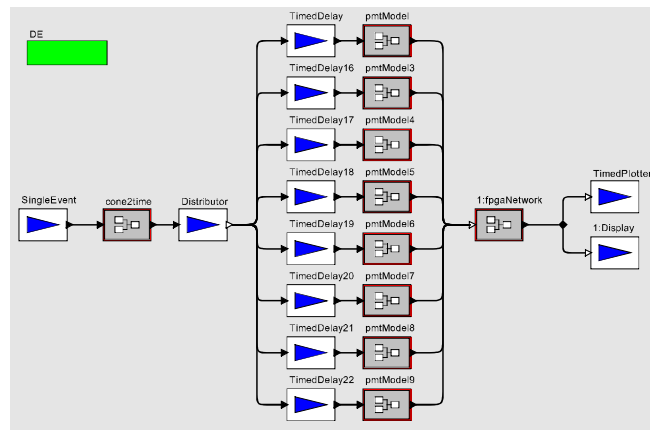 DE
TimedDelay pmtModel
TimedDelay16 pmtModel3
TimedDelay17 pmtModel4
TimedDelay18 pmtModel5
TimedPlotter
SingleEvent cone2time Distributor 1:fpgaNetwork
TimedDelay19 pmtModel6
1:Display
TimedDelay20 pmtModel7
TimedDelay21 pmtModel8
TimedDelay22 pmtModel9